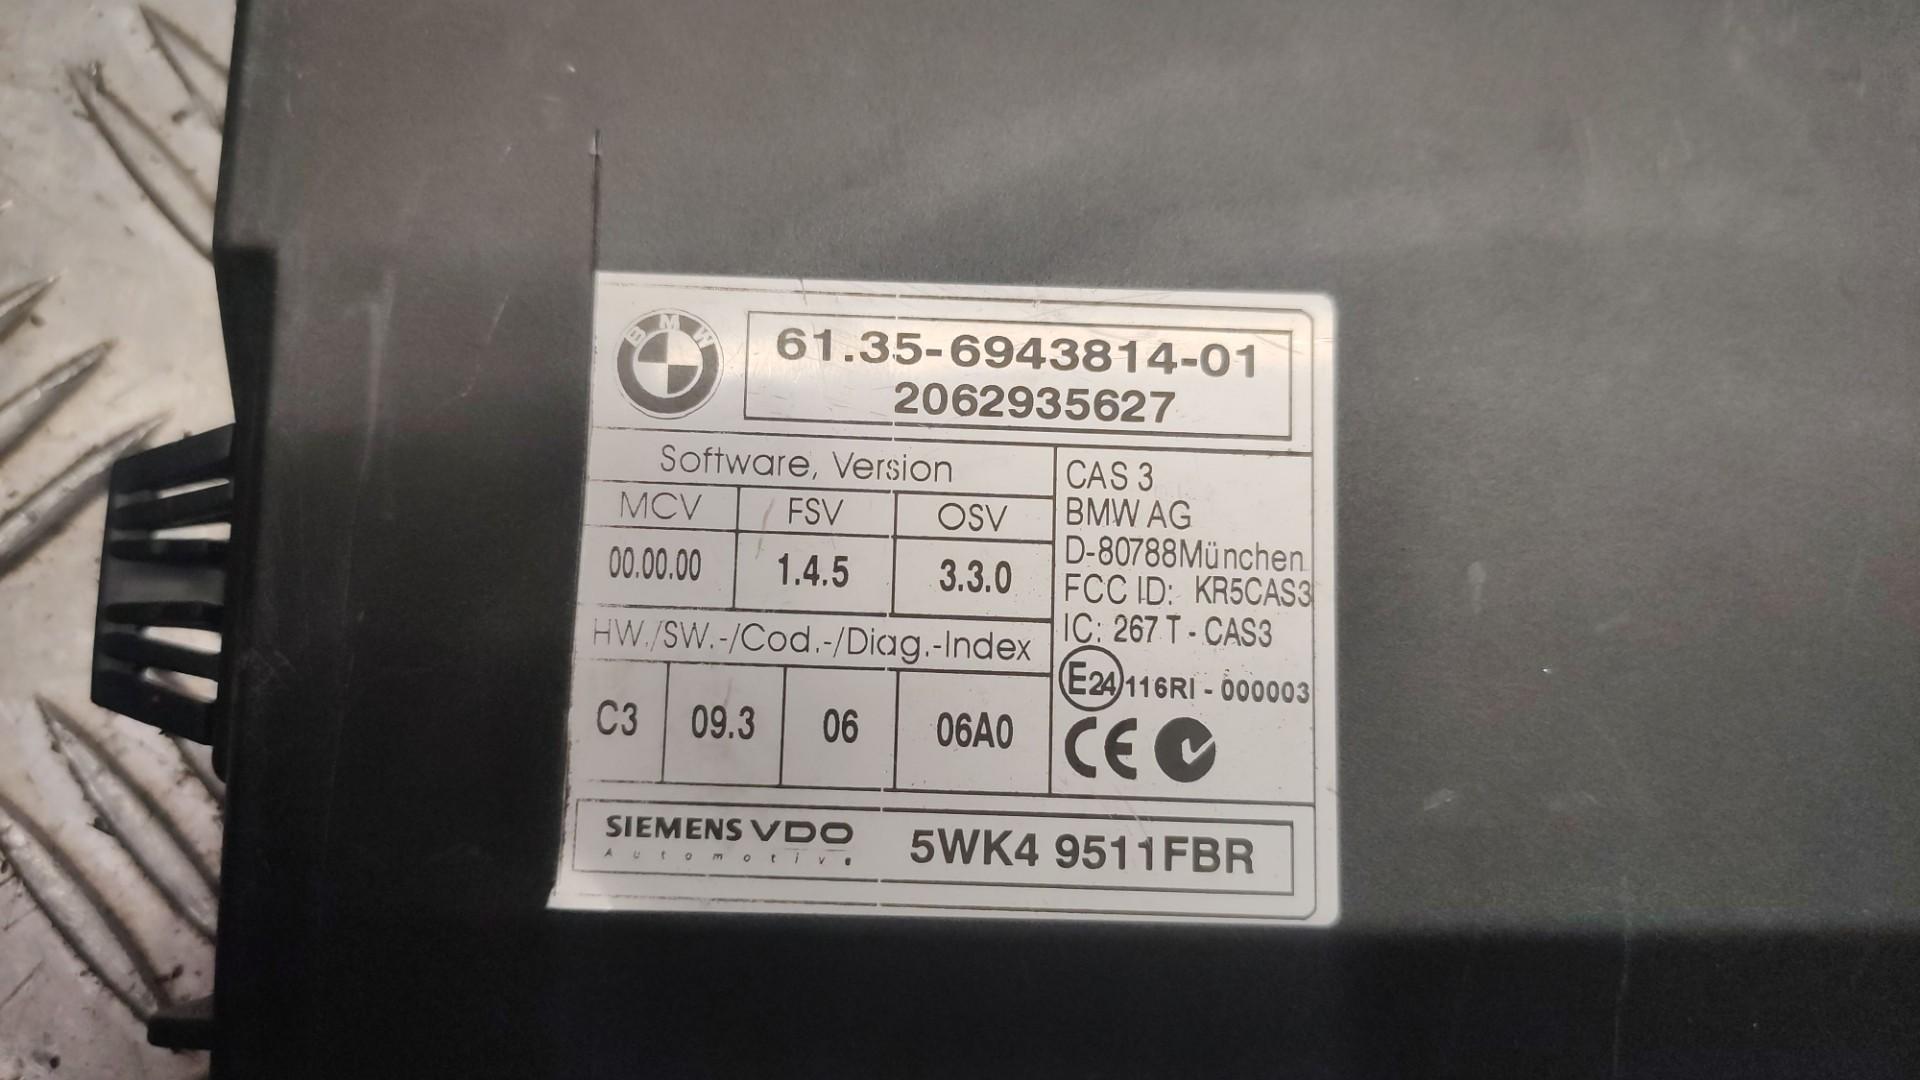 BMW
61.35-6943814-01
2062935627
Software, Version
MCV FSV OSV
00.00.00 1.4.5 3.3.0
HW./SW.-/Cod.-/Diag.-Index
C3 09.3 06 06A0
CAS 3
BMW AG
D-80788München
FCC ID: KR5CAS3
IC: 267 T - CAS3
E24 116RI - 000003
CE
SIEMENS VDO
Automotive
5WK4 9511FBR